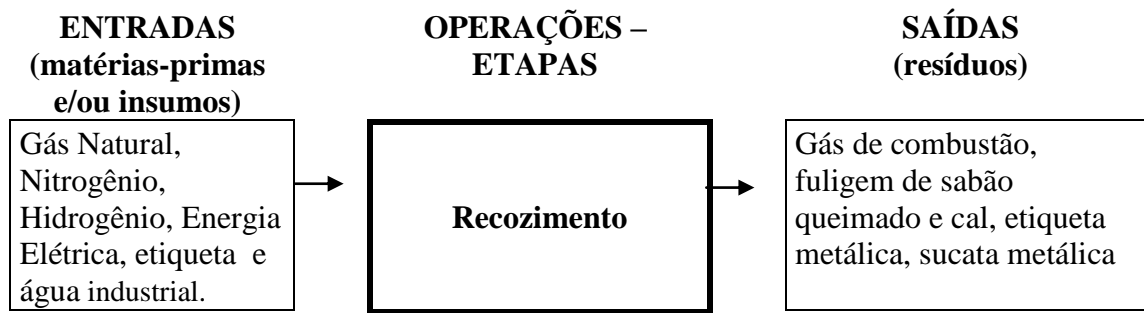 ENTRADAS
(matérias-primas
e/ou insumos)
OPERAÇÕES –
ETAPAS
SAÍDAS
(resíduos)
Gás Natural,
Nitrogênio,
Hidrogênio, Energia
Elétrica, etiqueta e
água industrial.
Recozimento
Gás de combustão,
fuligem de sabão
queimado e cal, etiqueta
metálica, sucata metálica